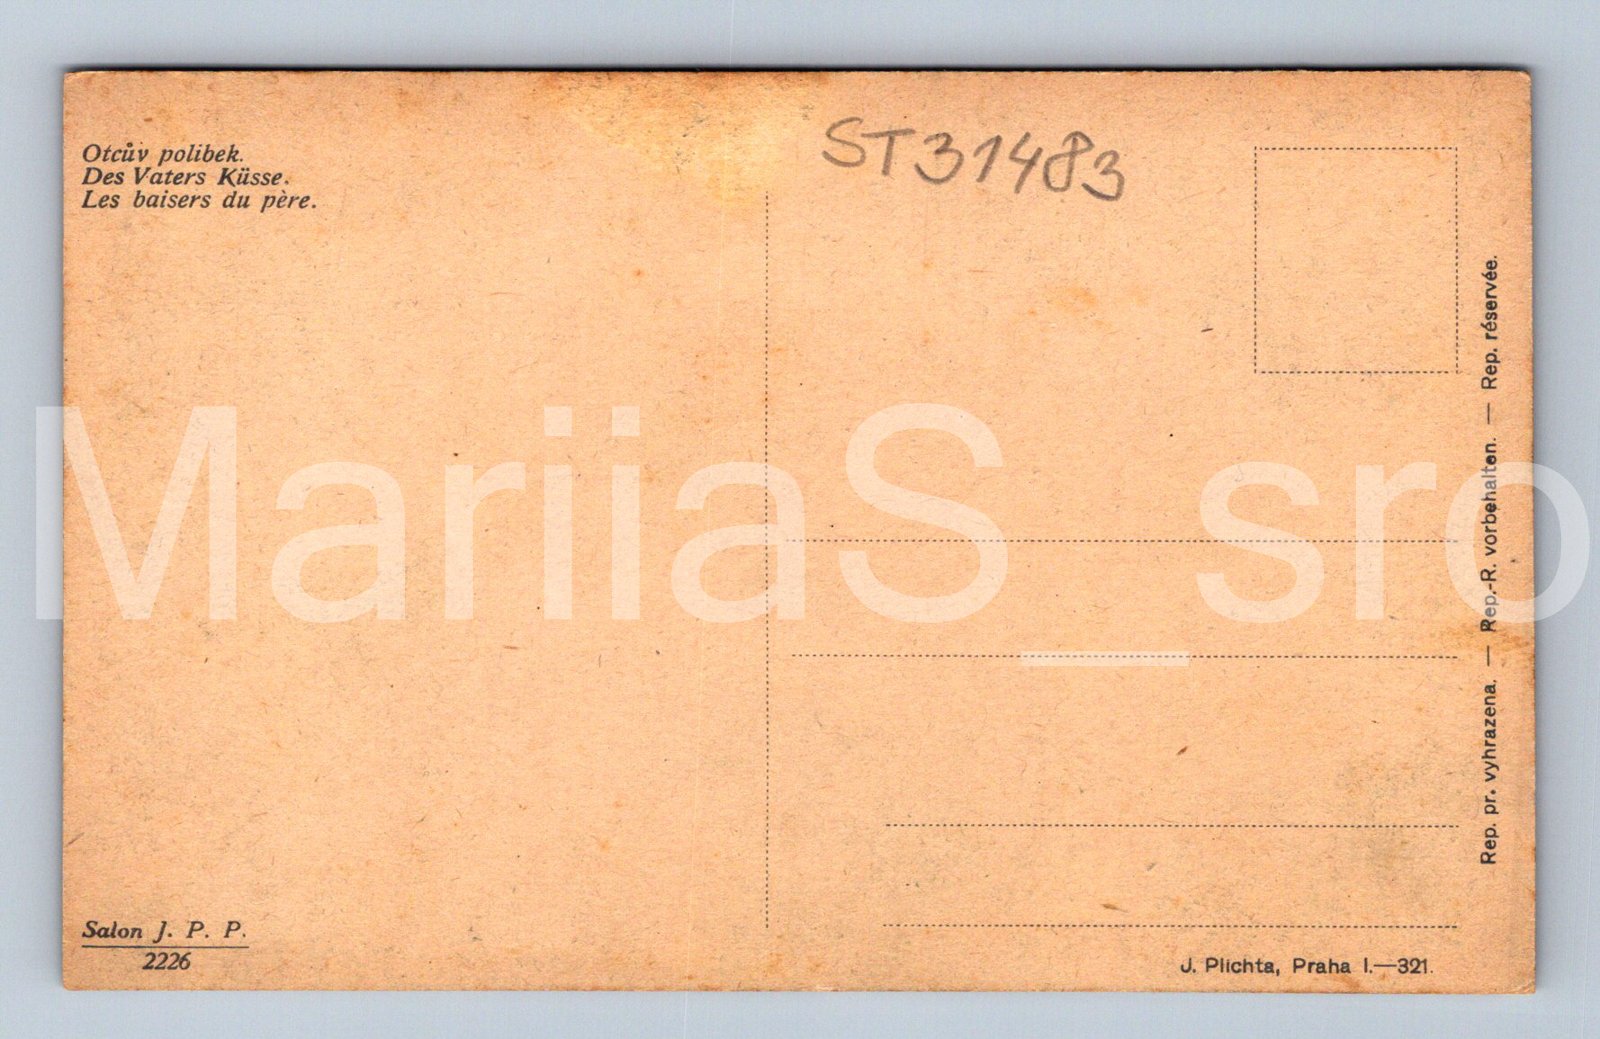 Otcův polibek.
Des Vaters Küsse.
Les baisers du père.
ST31483
Rep. pr. vyhrazena. — Rep.-R. vorbehalten. — Rep. réservée.
MariiaS_sro
Salon J. P. P.
2226
J. Plichta, Praha I.—321.